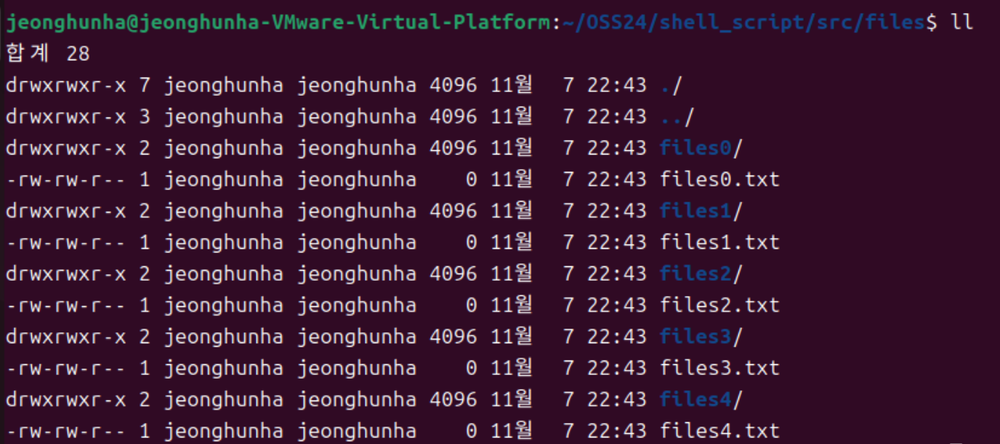 jeonghunha@jeonghunha-VMware-Virtual-Platform:~/OSS24/shell_script/src/files$ ll
합계 28
drwxrwxr-x 7 jeonghunha jeonghunha 4096 11월  7 22:43 ./
drwxrwxr-x 3 jeonghunha jeonghunha 4096 11월  7 22:43 ../
drwxrwxr-x 2 jeonghunha jeonghunha 4096 11월  7 22:43 files0/
-rw-rw-r-- 1 jeonghunha jeonghunha    0 11월  7 22:43 files0.txt
drwxrwxr-x 2 jeonghunha jeonghunha 4096 11월  7 22:43 files1/
-rw-rw-r-- 1 jeonghunha jeonghunha    0 11월  7 22:43 files1.txt
drwxrwxr-x 2 jeonghunha jeonghunha 4096 11월  7 22:43 files2/
-rw-rw-r-- 1 jeonghunha jeonghunha    0 11월  7 22:43 files2.txt
drwxrwxr-x 2 jeonghunha jeonghunha 4096 11월  7 22:43 files3/
-rw-rw-r-- 1 jeonghunha jeonghunha    0 11월  7 22:43 files3.txt
drwxrwxr-x 2 jeonghunha jeonghunha 4096 11월  7 22:43 files4/
-rw-rw-r-- 1 jeonghunha jeonghunha    0 11월  7 22:43 files4.txt